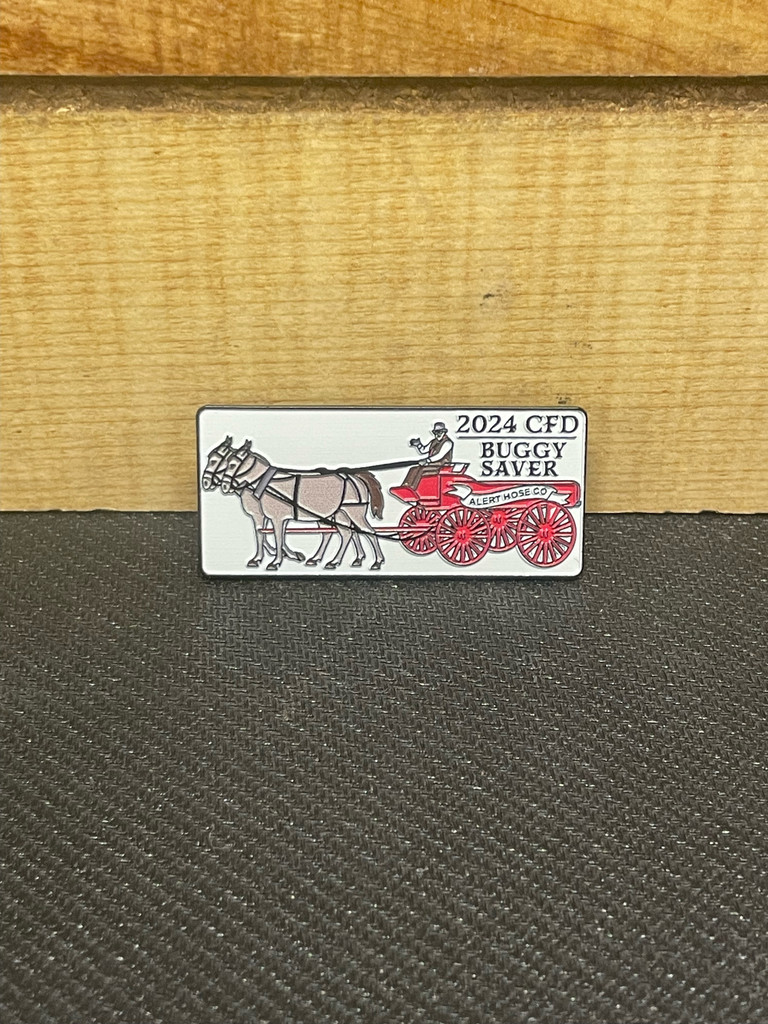 2024 CFD
BUGGY
SAVER
ALERT HOSE CO